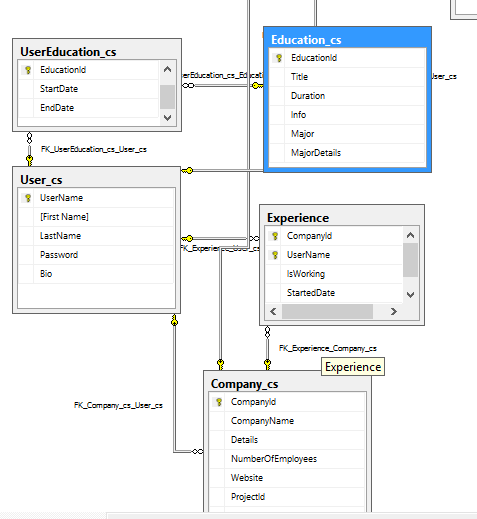 UserEducation_cs
EducationId
StartDate
EndDate
Education_cs
EducationId
Title
Duration
Info
Major
MajorDetails
serEducation_cs_Educa
User_cs
FK_UserEducation_cs_User_cs
User_cs
UserName
[First Name]
LastName
Password
Bio
FK_Experience_User_cs
Experience
CompanyId
UserName
IsWorking
StartedDate
FK_Experience_Company_cs
Experience
FK_Company_cs_User_cs
Company_cs
CompanyId
CompanyName
Details
NumberOfEmployees
Website
ProjectId